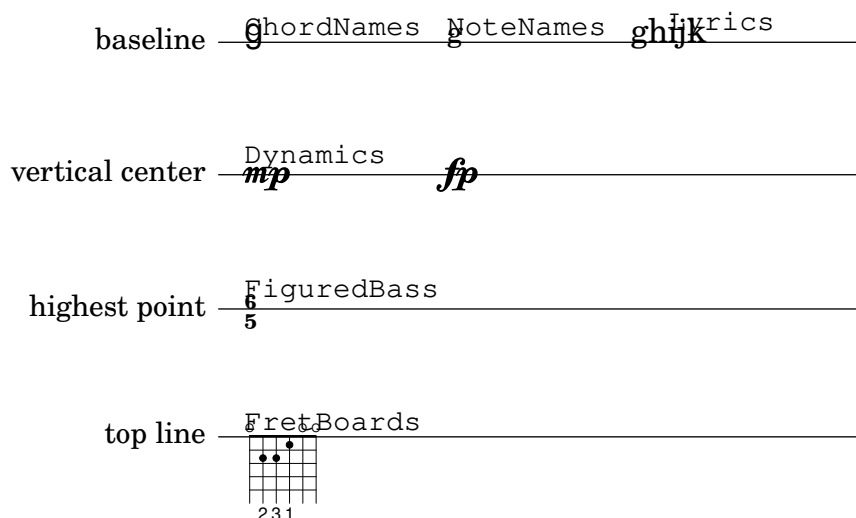 ChordNames NoteNames Lyrics
baseline g g ghijk
Dynamics
vertical center mp fp
FiguredBass
6
highest point
5
FretBoards
top line
231